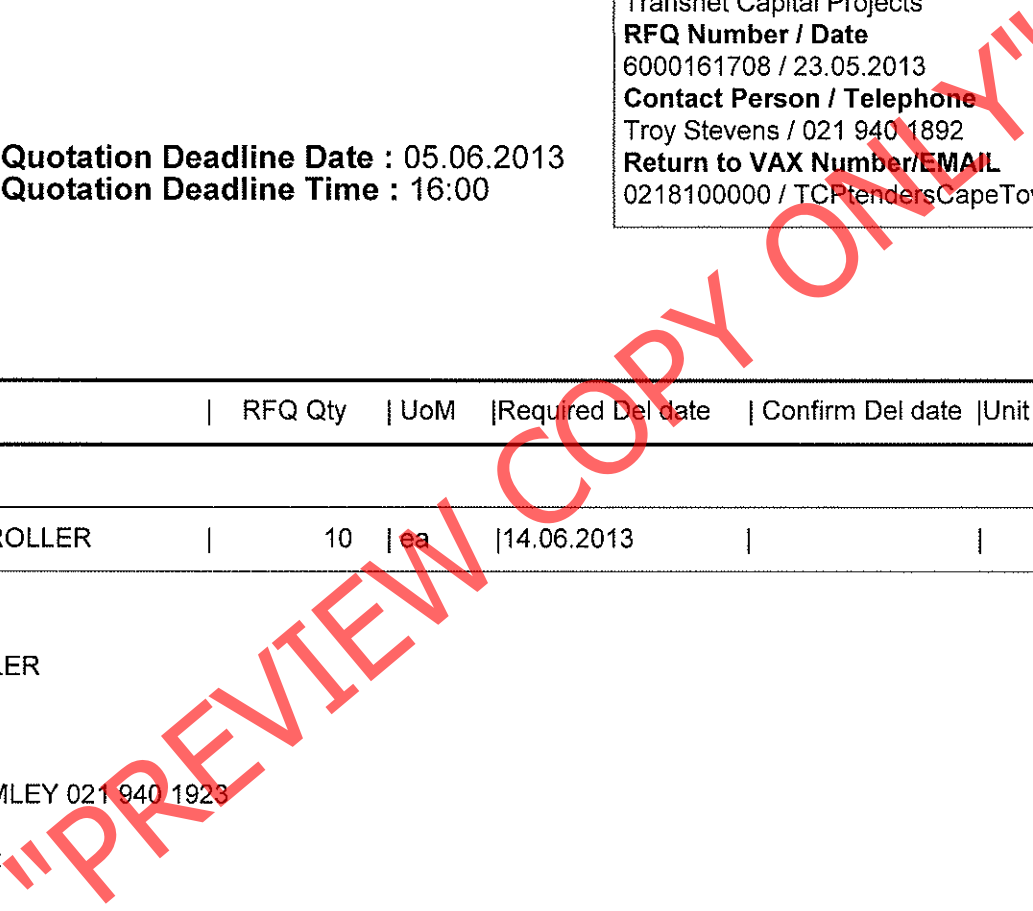 Transnet Capital Projects
RFQ Number / Date
6000161708 / 23.05.2013
Contact Person / Telephone
Troy Stevens / 021 940 1892
Return to VAX Number/EMAIL
0218100000 / TCPtendersCapeTov
Quotation Deadline Date : 05.06.2013
Quotation Deadline Time : 16:00
| RFQ Qty | UoM |Required Del date | Confirm Del date |Unit
ROLLER | 10 | ea |14.06.2013 | |
LER
MLEY 021 940 1923
"PREVIEW COPY ONLY"